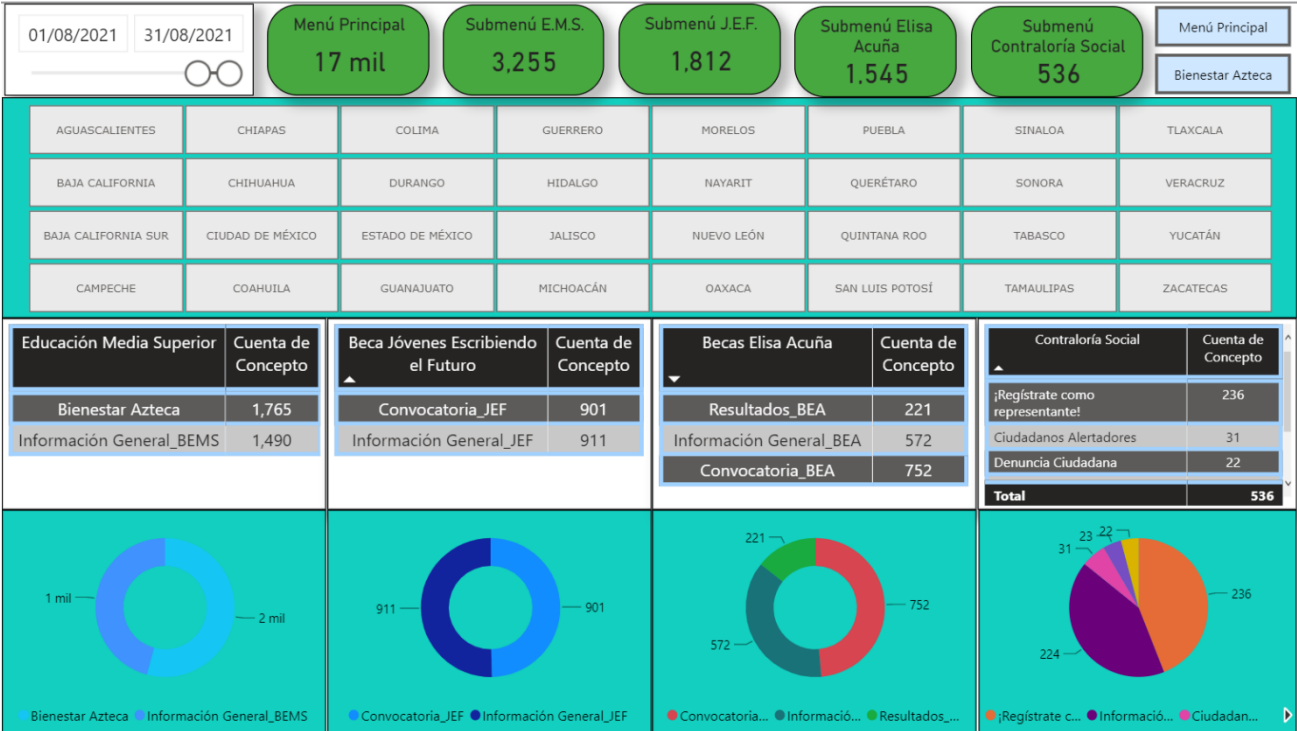 01/08/2021 31/08/2021
Menú Principal
17 mil
Submenú E.M.S.
3,255
Submenú J.E.F.
1,812
Submenú Elisa
Acuña
1,545
Submenú
Contraloría Social
536
Menú Principal
Bienestar Azteca
AGUASCALIENTES CHIAPAS COLIMA GUERRERO MORELOS PUEBLA SINALOA TLAXCALA
BAJA CALIFORNIA CHIHUAHUA DURANGO HIDALGO NAYARIT QUERÉTARO SONORA VERACRUZ
BAJA CALIFORNIA SUR CIUDAD DE MÉXICO ESTADO DE MÉXICO JALISCO NUEVO LEÓN QUINTANA ROO TABASCO YUCATÁN
CAMPECHE COAHUILA GUANAJUATO MICHOACÁN OAXACA SAN LUIS POTOSÍ TAMAULIPAS ZACATECAS
Educación Media Superior Cuenta de
Concepto
Bienestar Azteca 1,765
Información General_BEMS 1,490
Beca Jóvenes Escribiendo Cuenta de
el Futuro Concepto
Convocatoria_JEF 901
Información General_JEF 911
Becas Elisa Acuña Cuenta de
Concepto
Resultados_BEA 221
Información General_BEA 572
Convocatoria_BEA 752
Contraloría Social Cuenta de
Concepto
¡Regístrate como 236
representante!
Ciudadanos Alertadores 31
Denuncia Ciudadana 22
Total 536
1 mil
2 mil
Bienestar Azteca Información General_BEMS
911
901
Convocatoria_JEF Información General_JEF
221
752
572
Convocatoria... Informació... Resultados_...
22
23
31
236
224
¡Regístrate c... Informació... Ciudadan...